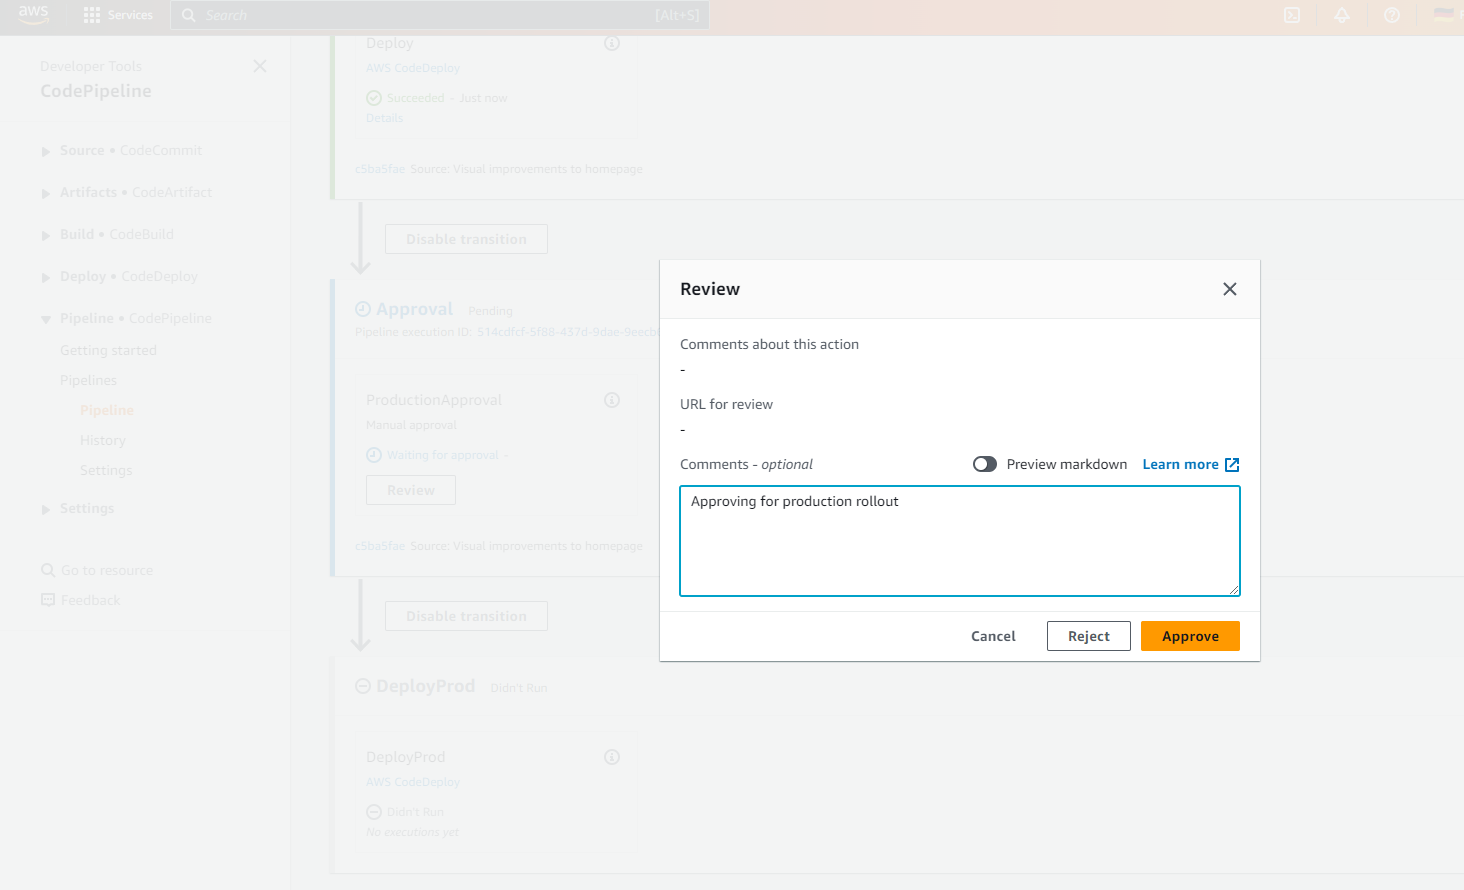 aws
Services
Search
[Alt+S]
Developer Tools
CodePipeline
Source • CodeCommit
Artifacts • CodeArtifact
Build • CodeBuild
Deploy • CodeDeploy
Pipeline • CodePipeline
Getting started
Pipelines
Pipeline
History
Settings
Settings
Go to resource
Feedback
Deploy
AWS CodeDeploy
Succeeded - Just now
Details
c5ba5fae Source: Visual improvements to homepage
Disable transition
Approval Pending
Pipeline execution ID: 514cdfcf-5f88-437d-9dae-9eecb
ProductionApproval
Manual approval
Waiting for approval -
Review
c5ba5fae Source: Visual improvements to homepage
Disable transition
DeployProd Didn't Run
DeployProd
AWS CodeDeploy
Didn't Run
No executions yet
Review
Comments about this action
-
URL for review
-
Comments - optional
Preview markdown
Learn more
Approving for production rollout
Cancel
Reject
Approve